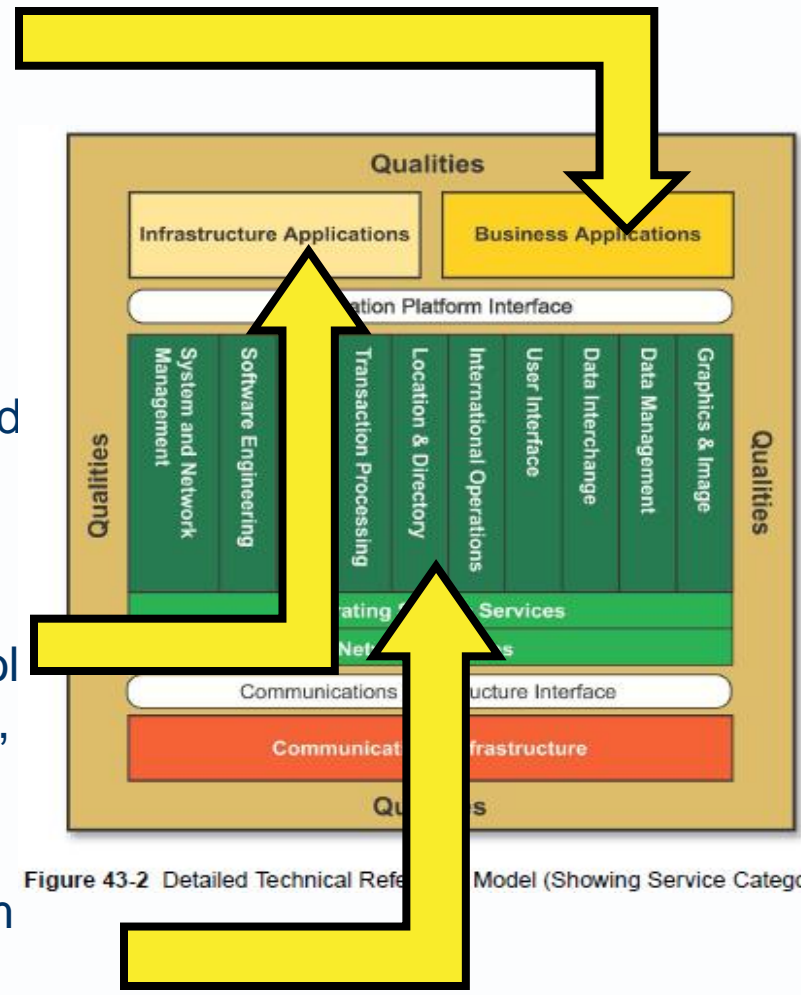 Qualities
Infrastructure Applications
Business Applications
ation Platform Interface
System and Network
Management
Software Engineering
Transaction Processing
Location & Directory
International Operations
User Interface
Data Interchange
Data Management
Graphics & Image
Qualities
Qualities
d
rating S Services
ol
Net s
Communications ucture Interface
,
Communicat frastructure
Qu s
Figure 43-2 Detailed Technical Refe Model (Showing Service Catego
n